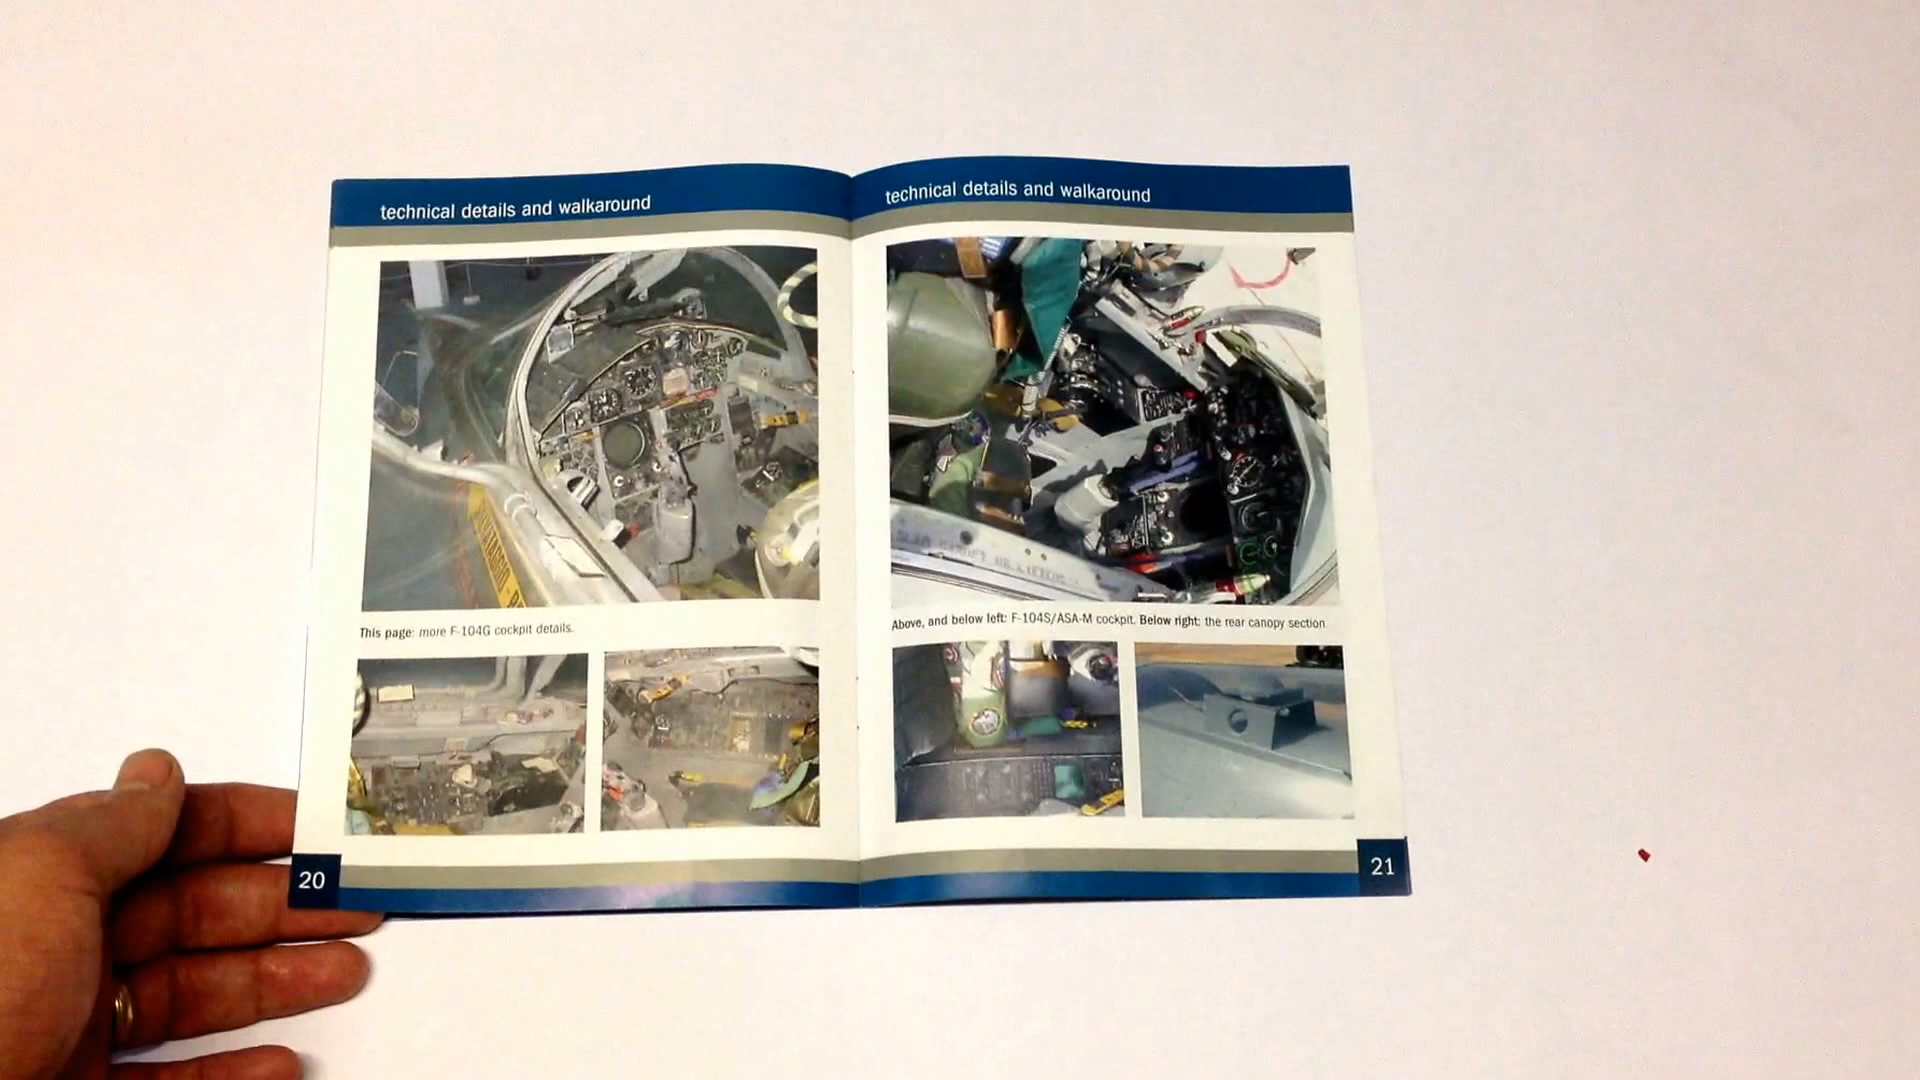 technical details and walkaround
This page: more F-104G cockpit details.
20
technical details and walkaround
Above, and below left: F-104S/ASA-M cockpit. Below right: the rear canopy section.
21